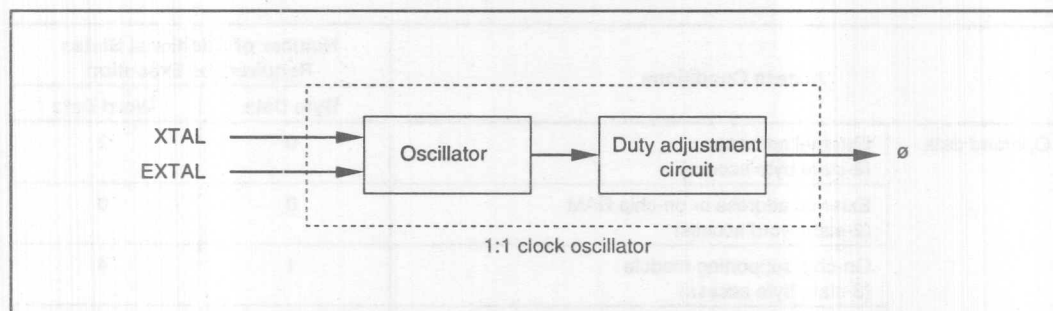 XTAL
EXTAL
Oscillator
Duty adjustment
circuit
ø
1:1 clock oscillator